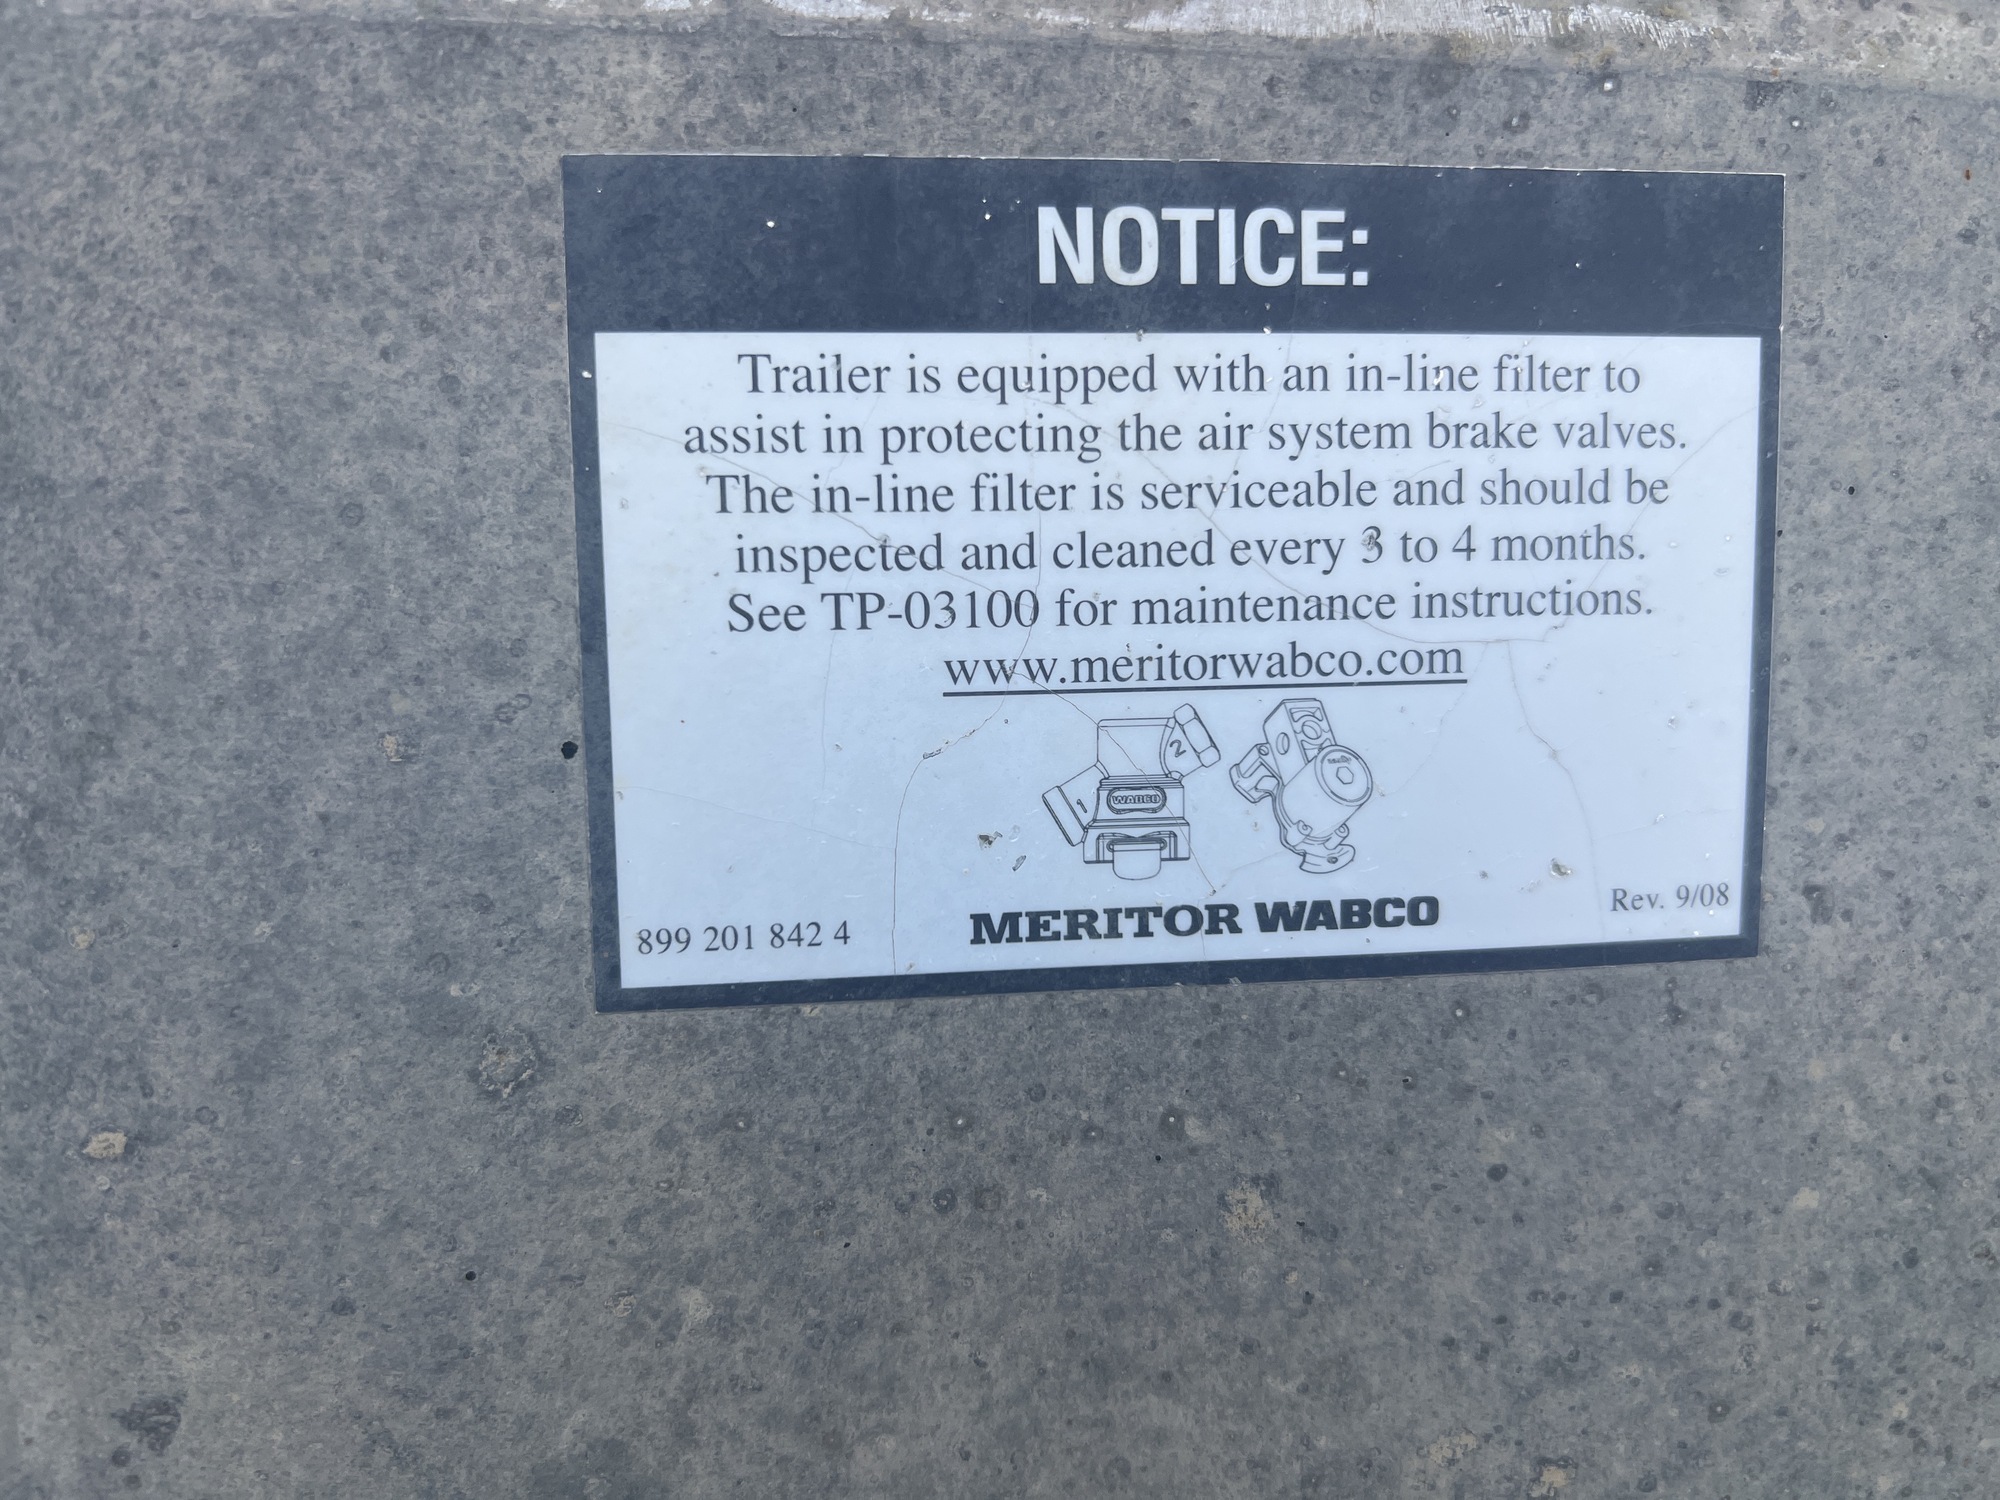 NOTICE:
Trailer is equipped with an in-line filter to
assist in protecting the air system brake valves.
The in-line filter is serviceable and should be
inspected and cleaned every 3 to 4 months.
See TP-03100 for maintenance instructions.
www.meritorwabco.com
2
1
WABCO
899 201 842 4
MERITOR WABCO
Rev. 9/08